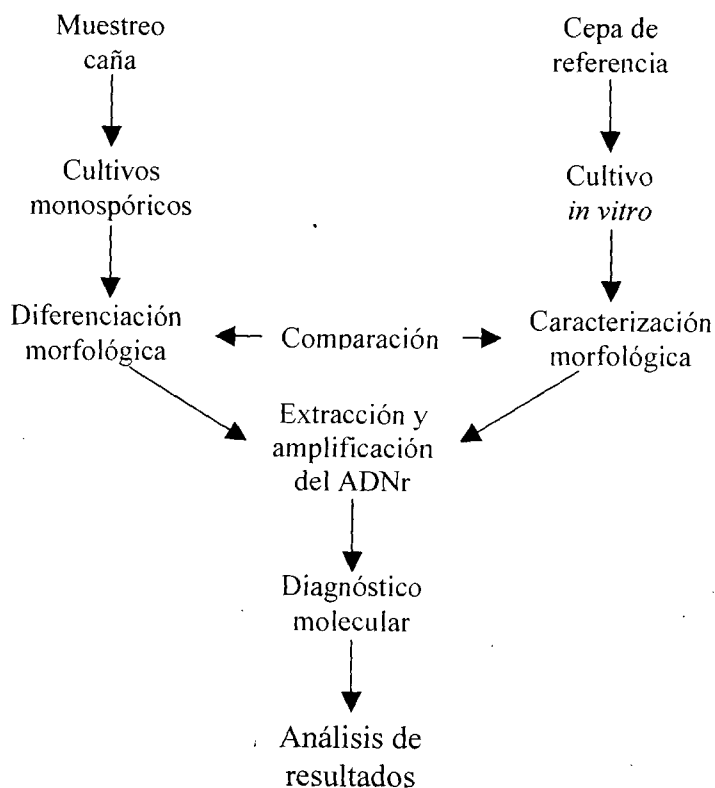 Muestreo
caña
Cepa de
referencia
Cultivos
monospóricos
Cultivo
in vitro
Diferenciación
morfológica
Comparación
Caracterización
morfológica
Extracción y
amplificación
del ADNr
Diagnóstico
molecular
Análisis de
resultados